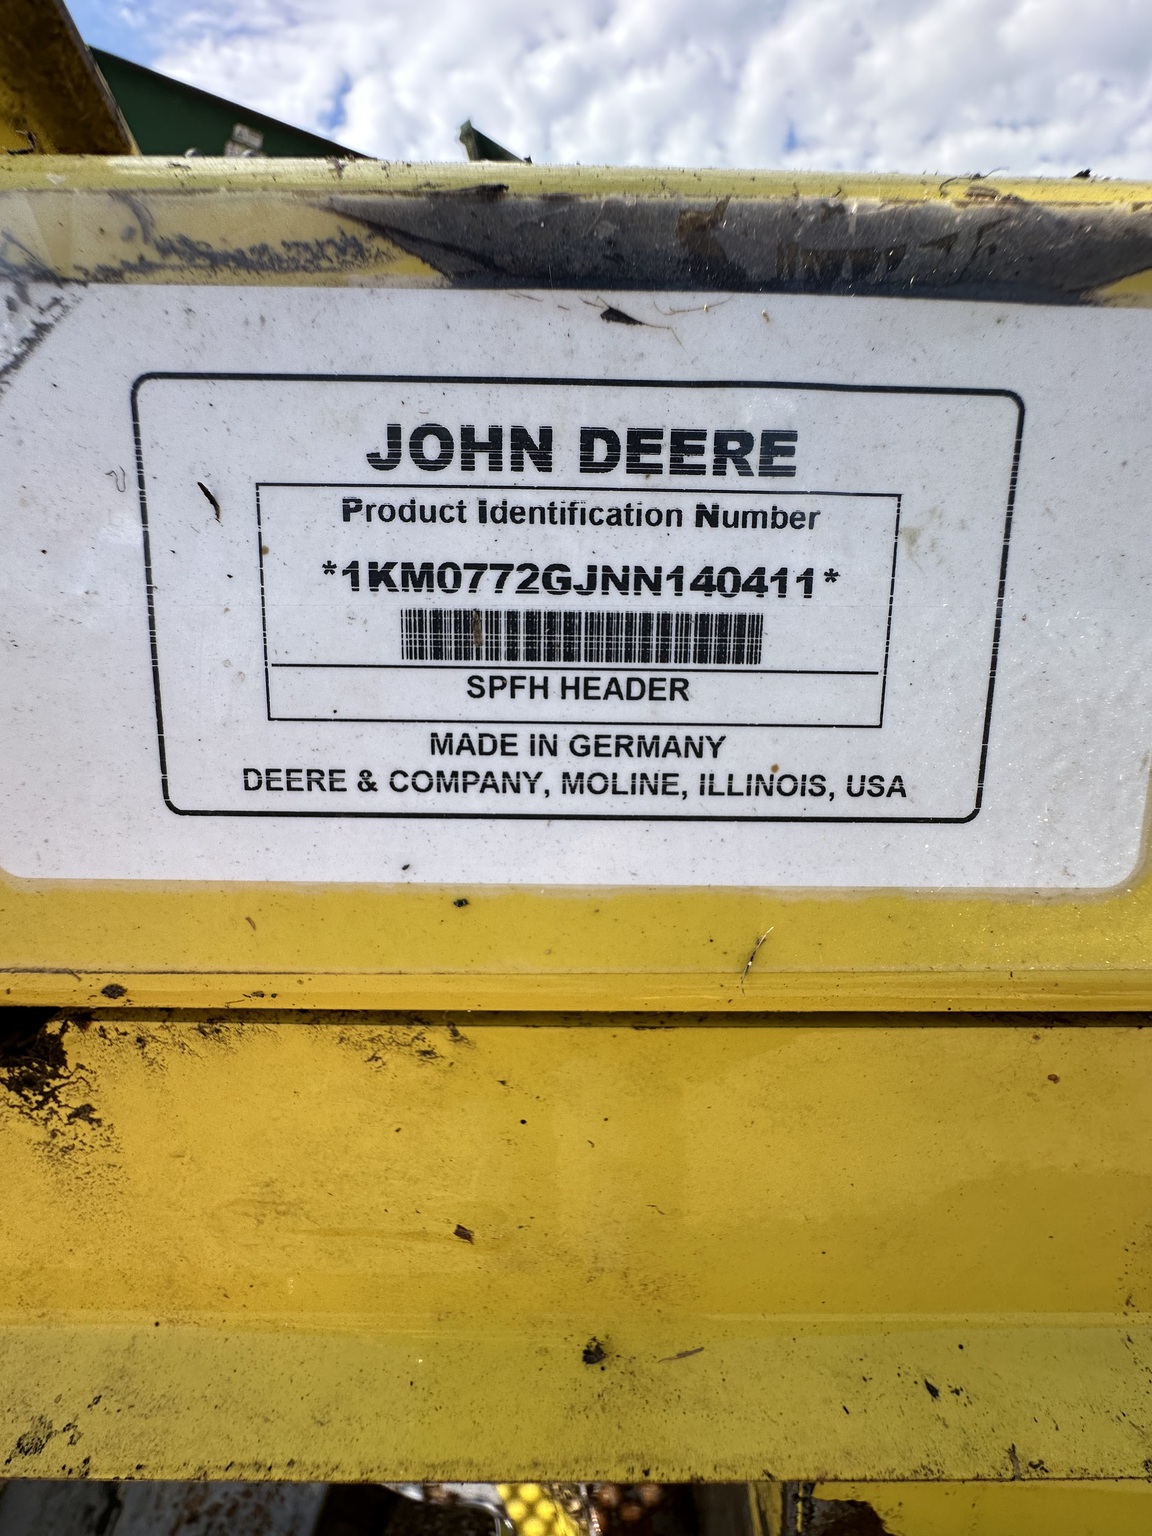 JOHN DEERE
Product Identification Number
*1KM0772GJNN140411*
SPFH HEADER
MADE IN GERMANY
DEERE & COMPANY, MOLINE, ILLINOIS, USA